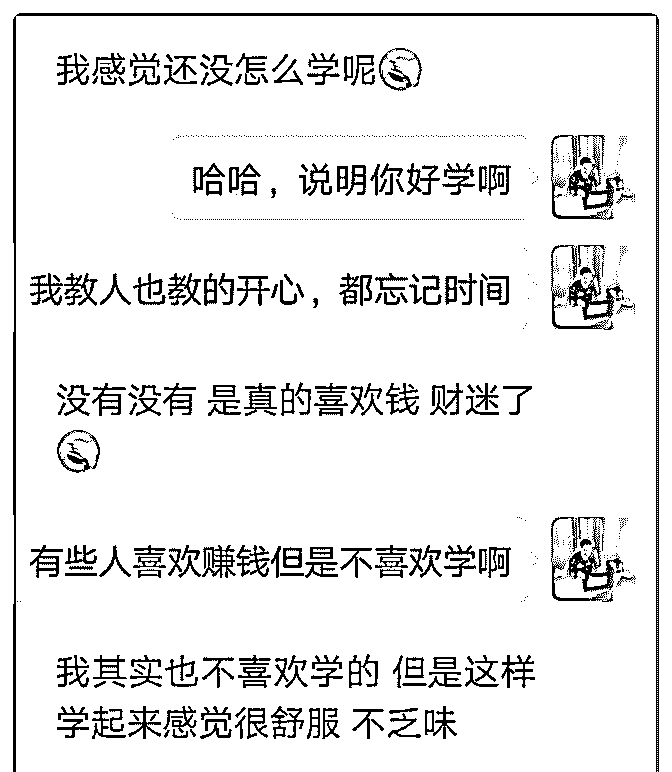 我感觉还没怎么学呢
哈哈，说明你好学啊
我教人也教的开心，都忘记时间
没有没有 是真的喜欢钱 财迷了
有些人喜欢赚钱但是不喜欢学啊
我其实也不喜欢学的 但是这样
学起来感觉很舒服 不乏味